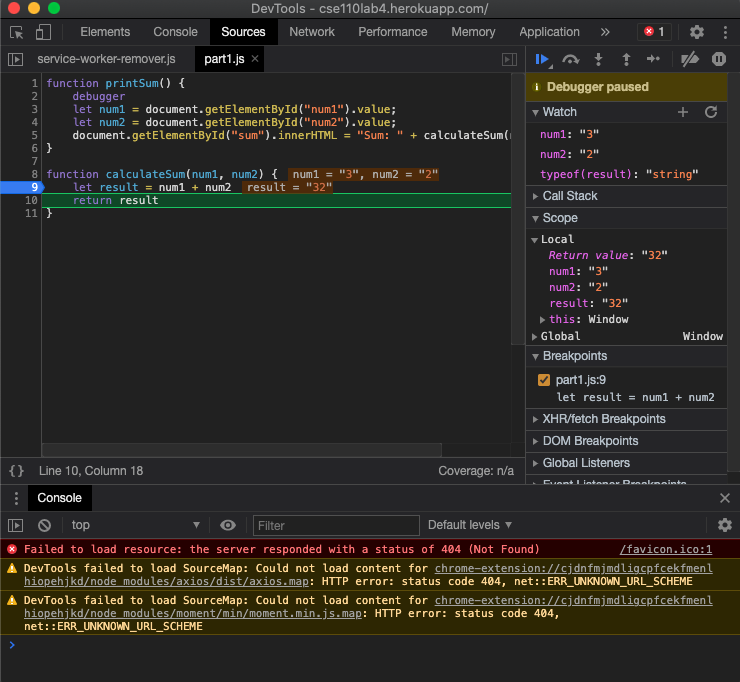 DevTools - cse110lab4.herokuapp.com/
Elements Console Sources Network Performance Memory Application » 1
service-worker-remover.js part1.js ×
1 function printSum() {
2 debugger
3 let num1 = document.getElementById("num1").value;
4 let num2 = document.getElementById("num2").value;
5 document.getElementById("sum").innerHTML = "Sum: " + calculateSum(
6 }
7
8 function calculateSum(num1, num2) { num1 = "3", num2 = "2"
9 let result = num1 + num2 result = "32"
10 return result
11 }
{} Line 10, Column 18 Coverage: n/a
Debugger paused
Watch
num1: "3"
num2: "2"
typeof(result): "string"
Call Stack
Scope
Local
Return value: "32"
num1: "3"
num2: "2"
result: "32"
this: Window
Global Window
Breakpoints
part1.js:9
let result = num1 + num2
XHR/fetch Breakpoints
DOM Breakpoints
Global Listeners
Event Listener Breakpoints
Console
top Filter Default levels
Failed to load resource: the server responded with a status of 404 (Not Found) /favicon.ico:1
DevTools failed to load SourceMap: Could not load content for chrome-extension://cjdnfmjmdligcpfcekfmenl
hiopehjkd/node_modules/axios/dist/axios.map: HTTP error: status code 404, net::ERR_UNKNOWN_URL_SCHEME
DevTools failed to load SourceMap: Could not load content for chrome-extension://cjdnfmjmdligcpfcekfmenl
hiopehjkd/node_modules/moment/min/moment.min.js.map: HTTP error: status code 404,
net::ERR_UNKNOWN_URL_SCHEME